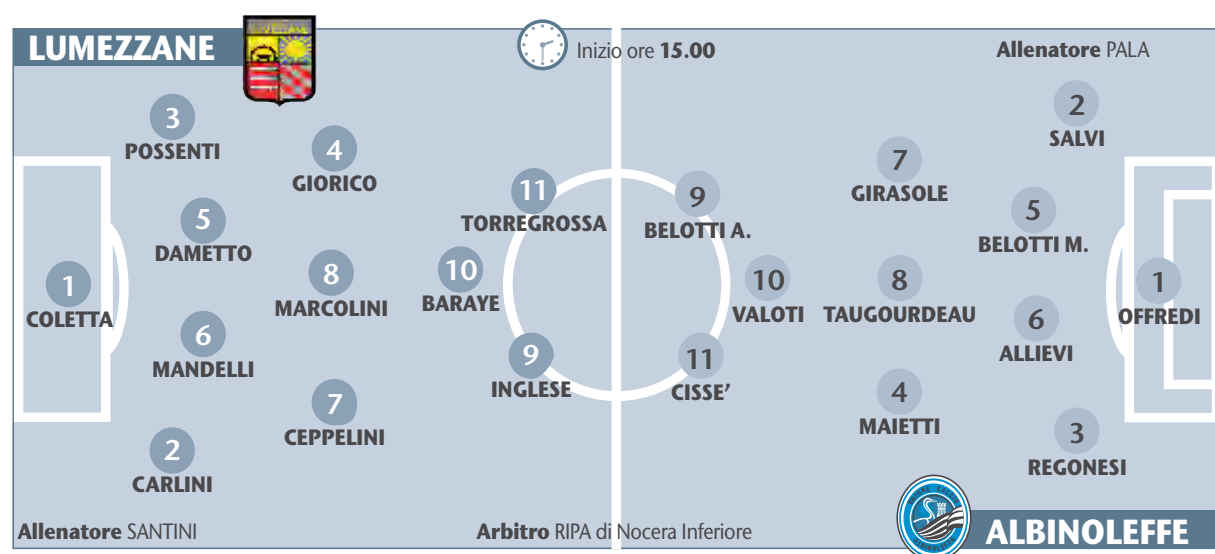 LUMEZZANE
Inizio ore 15.00
Allenatore PALA
3
POSSENTI
4
GIORICO
5
DAMETTO
1
COLETTA
8
MARCOLINI
6
MANDELLI
7
CEPPELINI
2
CARLINI
11
TORREGROSSA
10
BARAYE
9
INGLESE
9
BELOTTI A.
10
VALOTI
11
CISSE’
7
GIRASOLE
8
TAUGOURDEAU
4
MAIETTI
2
SALVI
5
BELOTTI M.
6
ALLIEVI
3
REGONESI
1
OFFREDI
Allenatore SANTINI
Arbitro RIPA di Nocera Inferiore
ALBINOLEFFE
ALBINOLEFFE